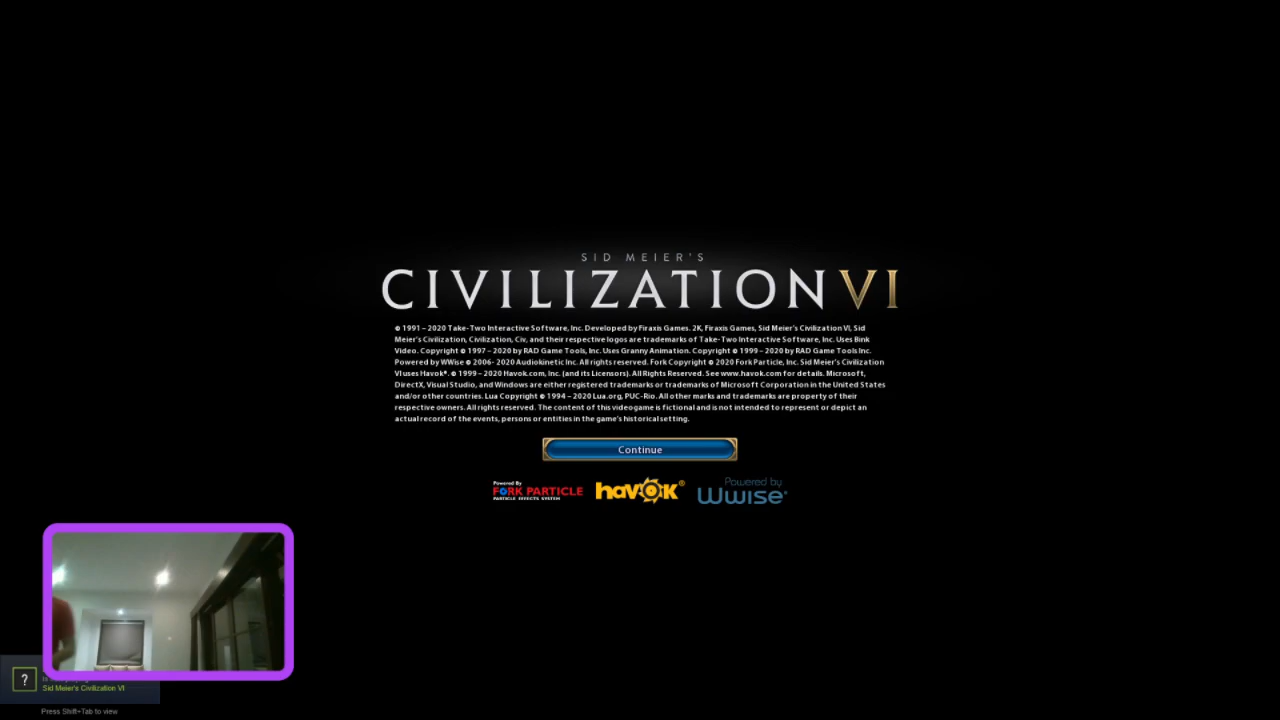 SID MEIER'S
CIVILIZATION VI
© 1991 – 2020 Take-Two Interactive Software, Inc. Developed by Firaxis Games. 2K, Firaxis Games, Sid Meier's Civilization VI, Sid
Meier's Civilization, Civilization, Civ, and their respective logos are trademarks of Take-Two Interactive Software, Inc. Uses Bink
Video. Copyright © 1997 – 2020 by RAD Game Tools, Inc. Uses Granny Animation. Copyright © 1999 – 2020 by RAD Game Tools Inc.
Powered by WWise © 2006- 2020 Audiokinetic Inc. All rights reserved. Fork Copyright © 2020 Fork Particle, Inc. Sid Meier's Civilization
VI uses Havok®. © 1999 – 2020 Havok.com, Inc. (and its Licensors). All Rights Reserved. See www.havok.com for details. Microsoft,
DirectX, Visual Studio, and Windows are either registered trademarks or trademarks of Microsoft Corporation in the United States
and/or other countries. Lua Copyright © 1994 – 2020 Lua.org, PUC-Rio. All other marks and trademarks are property of their
respective owners. All rights reserved. The content of this videogame is fictional and is not intended to represent or depict an
actual record of the events, persons or entities in the game's historical setting.
Continue
Powered By
FORK PARTICLE
PARTICLE EFFECTS SYSTEM
havok®
Powered by
Wwise®
?
Sid Meier's Civilization VI
Press Shift+Tab to view